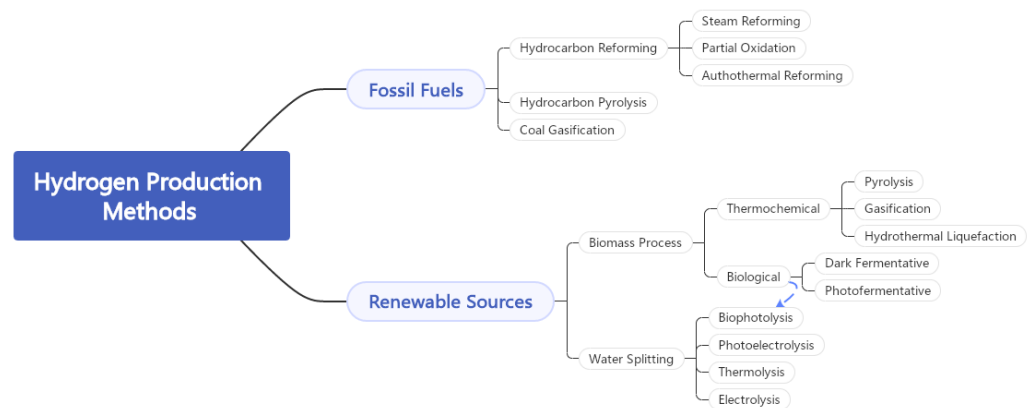 Hydrogen Production
Methods
Fossil Fuels
Hydrocarbon Reforming
Steam Reforming
Partial Oxidation
Authothermal Reforming
Hydrocarbon Pyrolysis
Coal Gasification
Renewable Sources
Biomass Process
Thermochemical
Pyrolysis
Gasification
Hydrothermal Liquefaction
Biological
Dark Fermentative
Photofermentative
Water Splitting
Biophotolysis
Photoelectrolysis
Thermolysis
Electrolysis